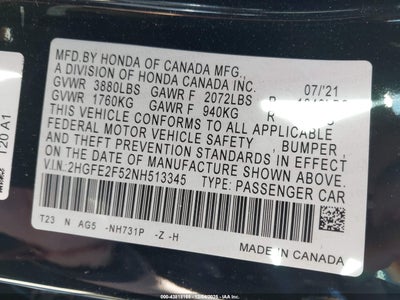 MFD.BY HONDA OF CANADA MFG.,
A DIVISION OF HONDA CANADA INC. 07/'21
GVWR 3880LBS GAWR F 2072LBS R
GVWR 1760KG GAWR F 940KG R
THIS VEHICLE CONFORMS TO ALL APPLICABLE
FEDERAL MOTOR VEHICLE SAFETY, BUMPER
AND THEFT PREVENTION STANDARDS IN EFFECT
ON THE DATE OF MANUFACTURE SHOWN ABOVE.
V.I.N.:2HGFE2F52NH513345 TYPE: PASSENGER CAR
T23 N AG5 -NH731P -Z -H
MADE IN CANADA
T20 A1